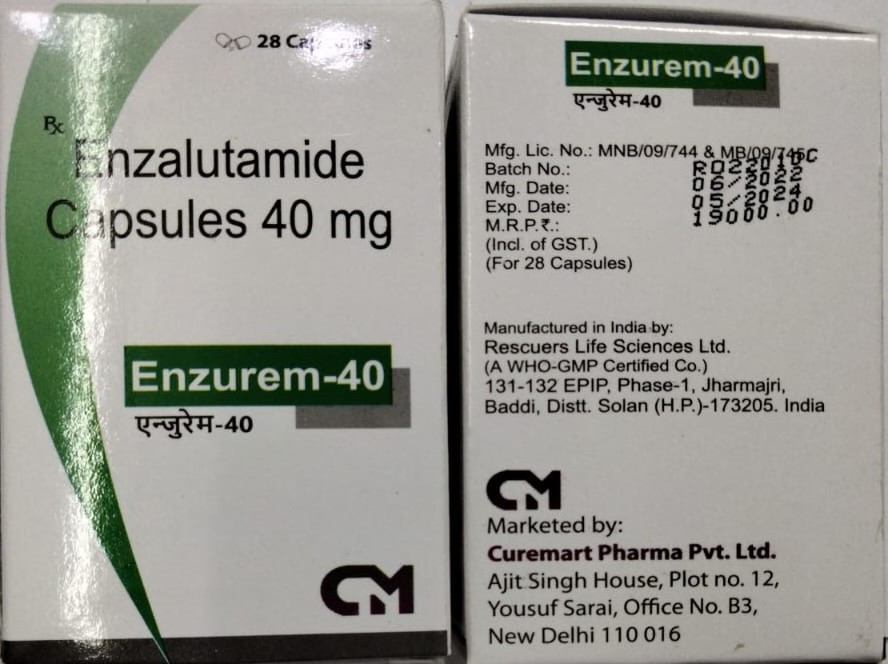 28 Capsules
Rx
Enzalutamide
Capsules 40 mg
Enzurem-40
एन्जुरेम-40
CM
Enzurem-40
एन्जुरेम-40
Mfg. Lic. No.: MNB/09/744 & MB/09/745
Batch No.:
Mfg. Date: 06/2022
Exp. Date: 05/2024
M.R.P.₹.: 19000.00
(Incl. of GST.)
(For 28 Capsules)
Manufactured in India by:
Rescuers Life Sciences Ltd.
(A WHO-GMP Certified Co.)
131-132 EPIP, Phase-1, Jharmajri,
Baddi, Distt. Solan (H.P.)-173205. India
CM
Marketed by:
Curemart Pharma Pvt. Ltd.
Ajit Singh House, Plot no. 12,
Yousuf Sarai, Office No. B3,
New Delhi 110 016